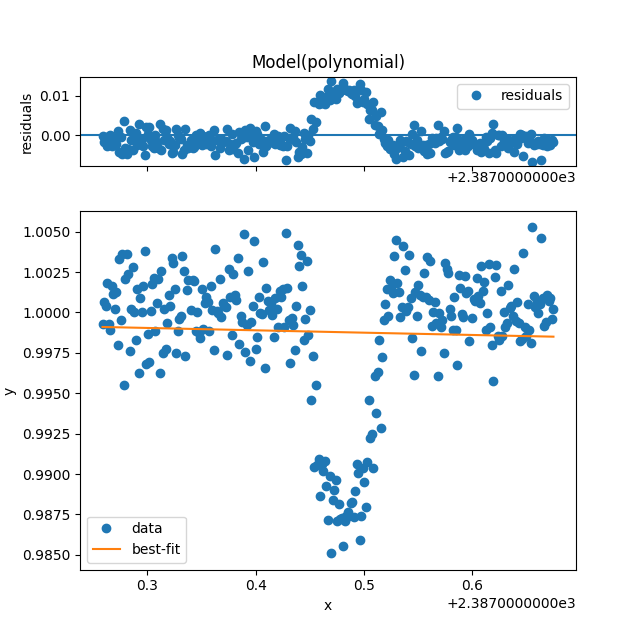 Model(polynomial)
residuals
0.01
0.00
residuals
+2.3870000000e3
1.0050
1.0025
1.0000
0.9975
0.9950
0.9925
0.9900
0.9875
0.9850
y
data
best-fit
0.3 0.4 0.5 0.6
x
+2.3870000000e3